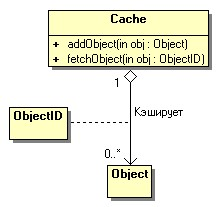 Cache
+ addObject(in obj : Object)
+ fetchObject(in obj : ObjectID)
1
Кэширует
ObjectID
0..*
Object